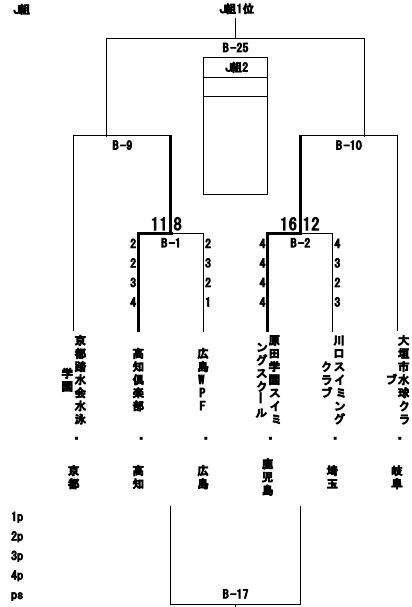 J組
J組1位
B-25
J組2
B-9
B-10
11 8
16 12
B-1
B-2
2 2 4 4
2 3 4 3
3 2 4 2
4 1 4 3
京都踏水会水泳
学園
・
京都
高知倶楽部
・
高知
広島WPF
・
広島
原田学園スイミ
ングスクール
・
鹿児島
川口スイミング
クラブ
・
埼玉
大垣市水球クラ
ブ
・
岐阜
1p
2p
3p
4p
ps
B-17